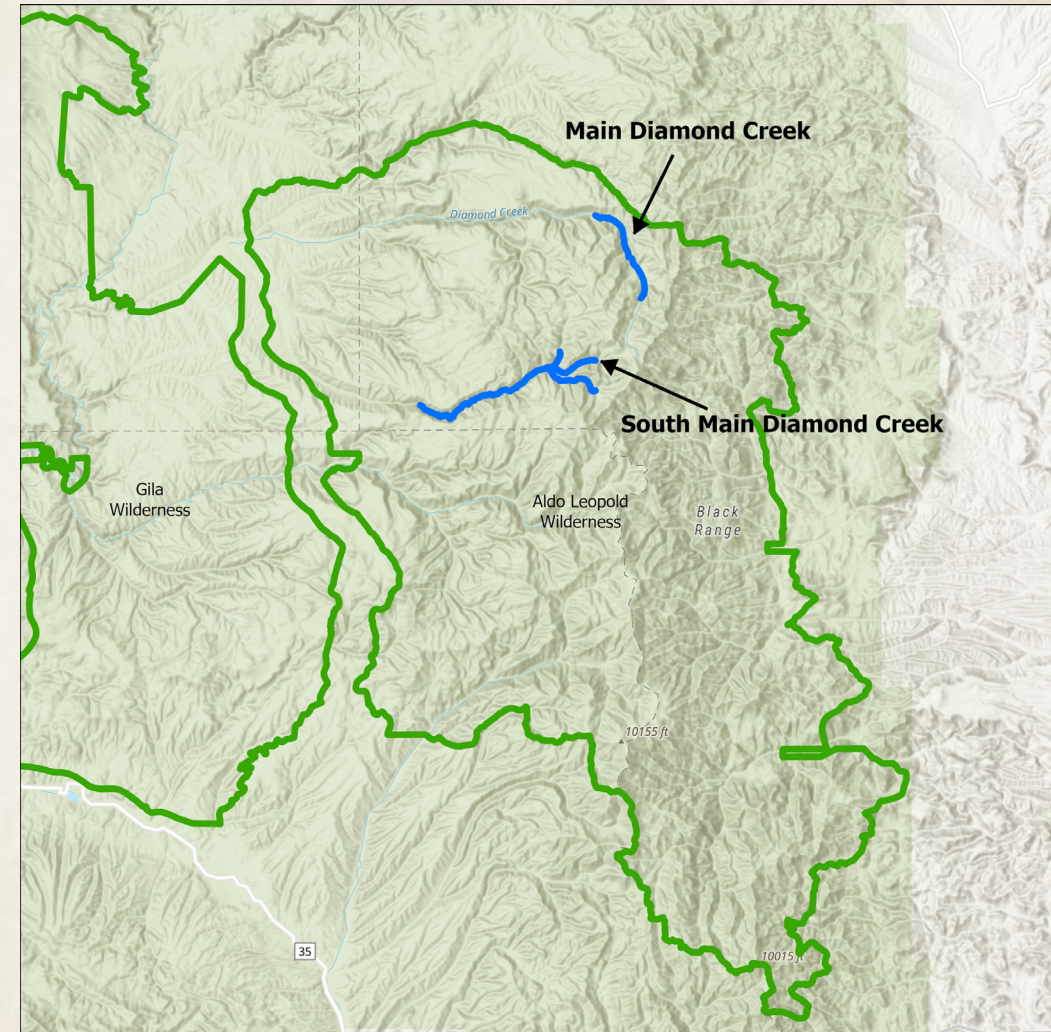 Main Diamond Creek
Diamond Creek
South Main Diamond Creek
Gila
Wilderness
Aldo Leopold
Wilderness
Black
Range
10155 ft
35
10015 ft